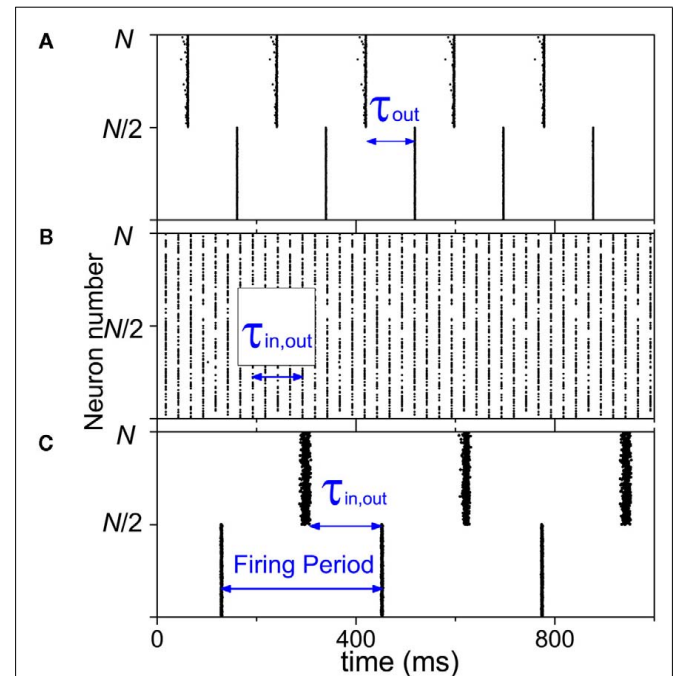 A
N
τout
N/2
B
N
N/2
τin,out
Neuron number
C
N
τin,out
N/2
Firing Period
0
400
800
time (ms)